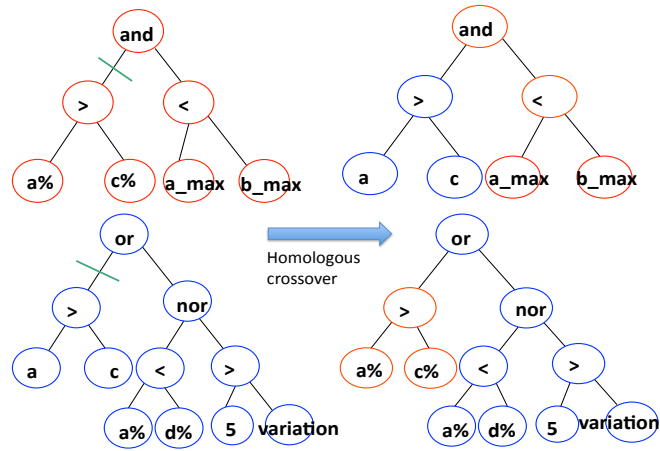 and
and
>
<
>
<
a%
c%
a_max
b_max
a
c
a_max
b_max
or
Homologous
crossover
or
>
nor
>
nor
a
c
<
>
a%
c%
<
>
a%
d%
5
variation
a%
d%
5
variation